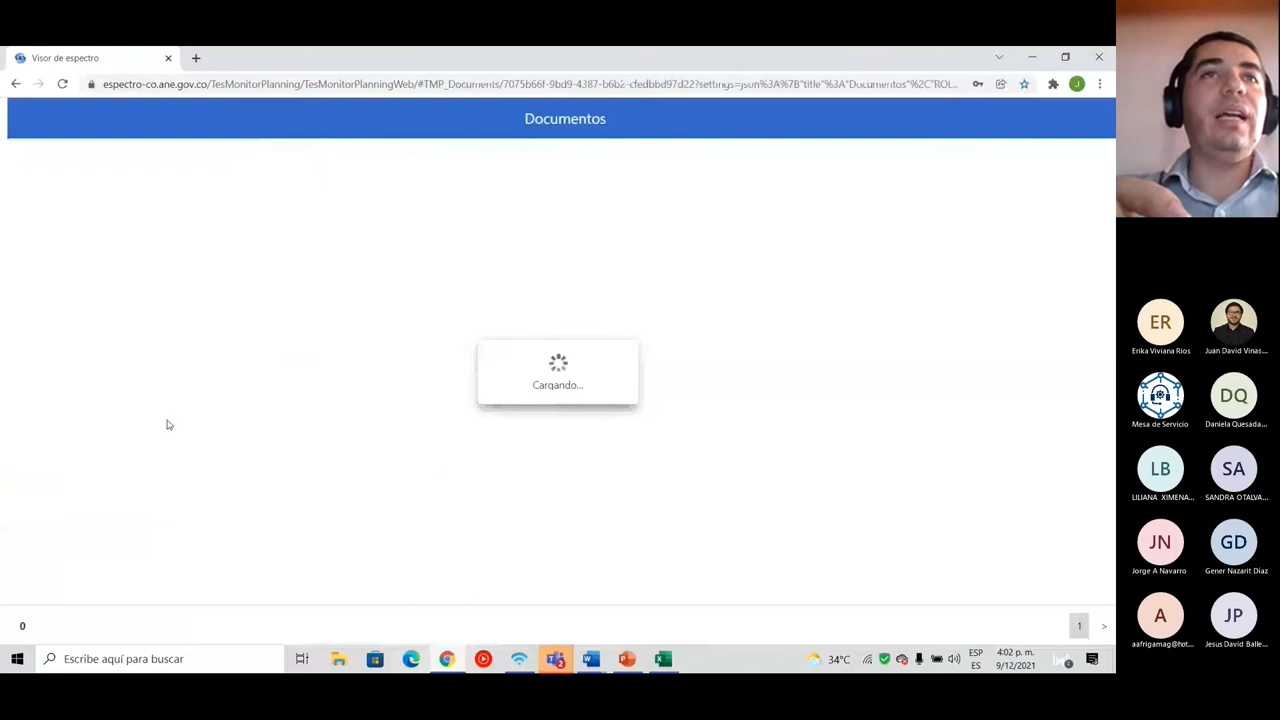 Visor de espectro
espectro-co.ane.gov.co/TesMonitorPlanning/TesMonitorPlanningWeb/#TMP_Documents/7075b66f-9bd9-4387-b6b2-cfedbbd97d22?settings=json%3A%7B"title"%3A"Documentos"%2C"ROL...
J
Documentos
Cargando...
0
1 >
Escribe aquí para buscar
34°C
ESP
ES
4:02 p. m.
9/12/2021
ER
Erika Viviana Rios
Juan David Vinas...
Mesa de Servicio
DQ
Daniela Quesada...
LB
LILIANA XIMENA...
SA
SANDRA OTALVA...
JN
Jorge A Navarro
GD
Gener Nazarit Díaz
A
aafrigamag@hot...
JP
Jesus David Balle...